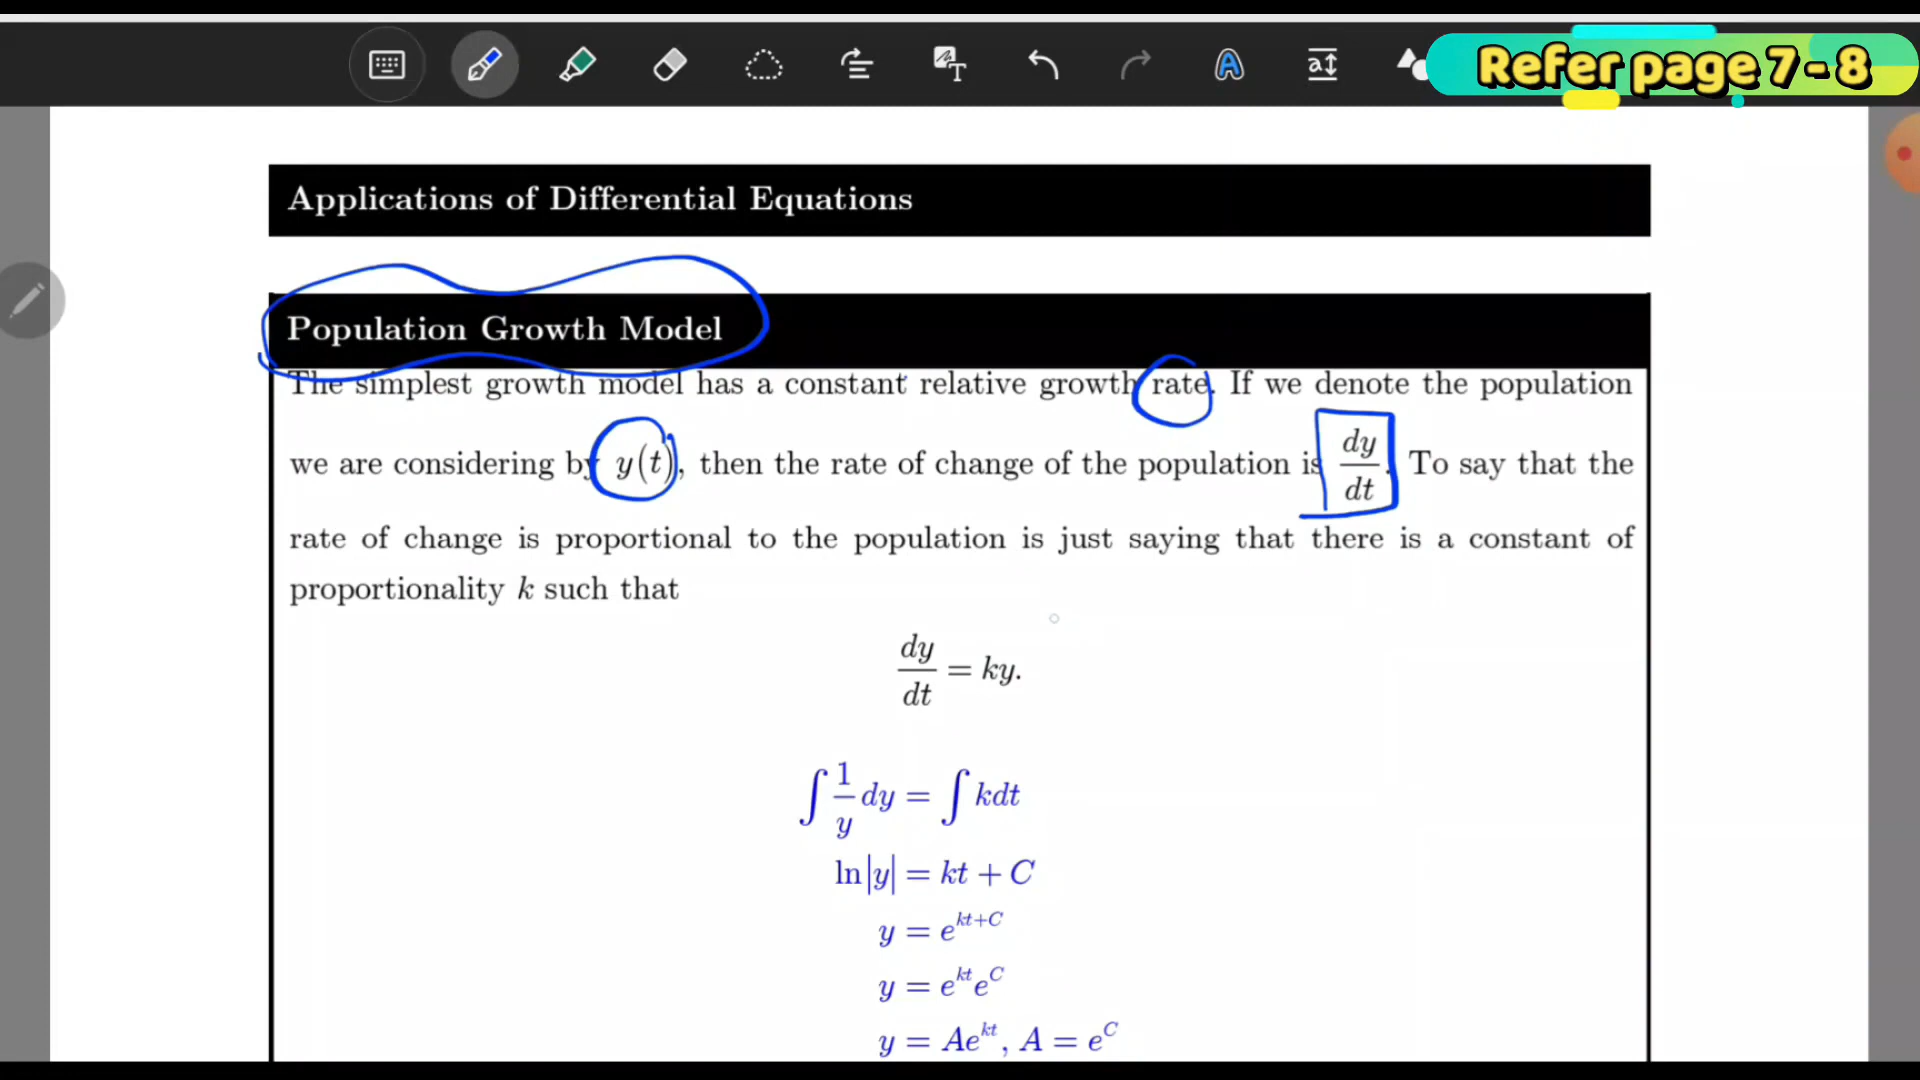 Refer page 7 - 8
Applications of Differential Equations
Population Growth Model
The simplest growth model has a constant relative growth rate. If we denote the population
we are considering by y(t), then the rate of change of the population is dy/dt. To say that the
rate of change is proportional to the population is just saying that there is a constant of
proportionality k such that
dy/dt = ky.
∫ 1/y dy = ∫ kdt
ln|y| = kt + C
y = e^{kt+C}
y = e^{kt}e^{C}
y = Ae^{kt}, A = e^{C}